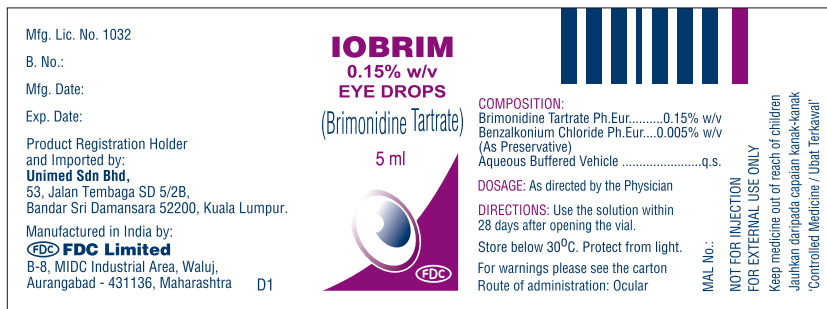 Mfg. Lic. No. 1032
B. No.:
Mfg. Date:
Exp. Date:
Product Registration Holder
and Imported by:
Unimed Sdn Bhd,
53, Jalan Tembaga SD 5/2B,
Bandar Sri Damansara 52200, Kuala Lumpur.
Manufactured in India by:
FDC FDC Limited
B-8, MIDC Industrial Area, Waluj,
Aurangabad - 431136, Maharashtra D1
IOBRIM
0.15% w/v
EYE DROPS
(Brimonidine Tartrate)
5 ml
FDC
COMPOSITION:
Brimonidine Tartrate Ph.Eur..........0.15% w/v
Benzalkonium Chloride Ph.Eur....0.005% w/v
(As Preservative)
Aqueous Buffered Vehicle .......................q.s.
DOSAGE: As directed by the Physician
DIRECTIONS: Use the solution within
28 days after opening the vial.
Store below 30ºC. Protect from light.
For warnings please see the carton
Route of administration: Ocular
MAL No.:
NOT FOR INJECTION
FOR EXTERNAL USE ONLY
Keep medicine out of reach of children
Jauhkan daripada capaian kanak-kanak
'Controlled Medicine / Ubat Terkawal'